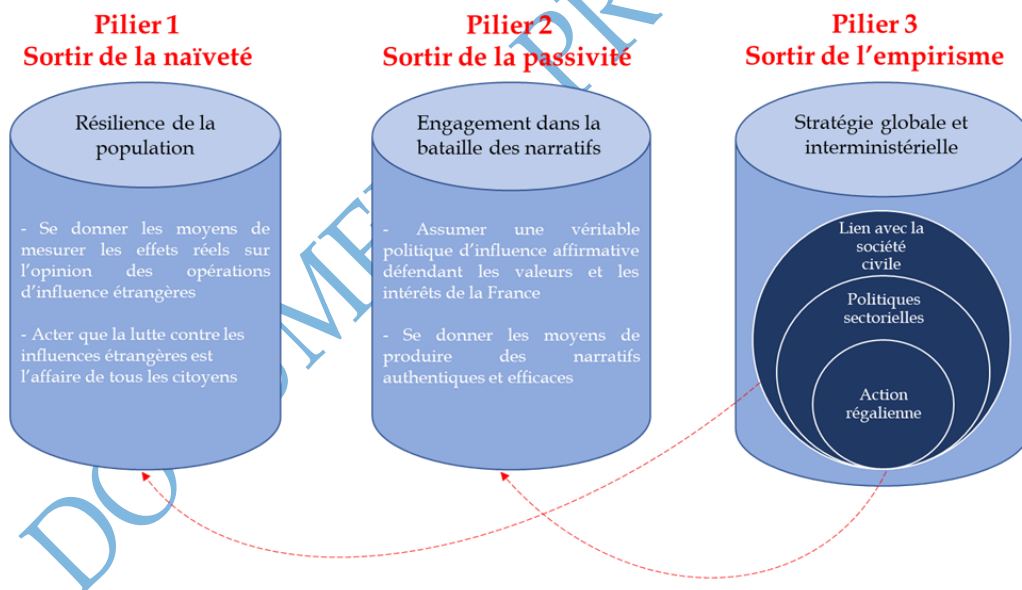 Pilier 1
Sortir de la naïveté
Résilience de la
population
- Se donner les moyens de
mesurer les effets réels sur
l'opinion des opérations
d'influence étrangères
- Acter que la lutte contre les
influences étrangères est
l'affaire de tous les citoyens
Pilier 2
Sortir de la passivité
Engagement dans la
bataille des narratifs
- Assumer une véritable
politique d'influence affirmative
défendant les valeurs et les
intérêts de la France
- Se donner les moyens de
produire des narratifs
authentiques et efficaces
Pilier 3
Sortir de l'empirisme
Stratégie globale et
interministérielle
Lien avec la
société
civile
Politiques
sectorielles
Action
régalienne